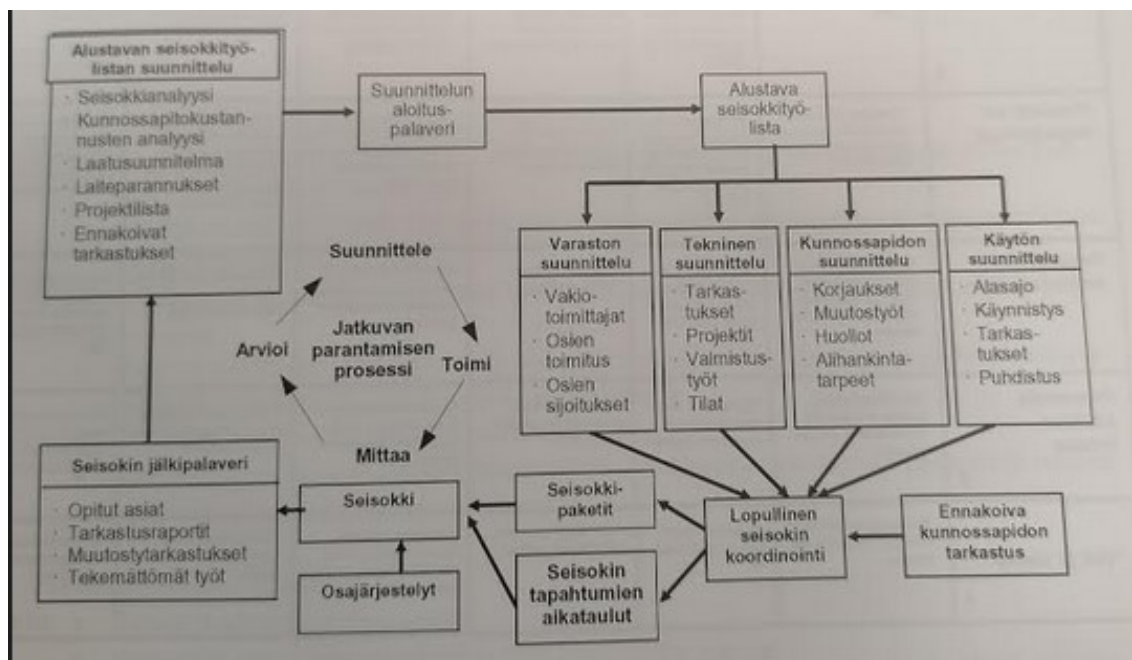 Alustavan seisokkityö-
listan suunnittelu
· Seisokkianalyysi
· Kunnossapitokustan-
nusten analyysi
· Laatusuunnitelma
· Laiteparannukset
· Projektilista
· Ennakoivat
tarkastukset
Suunnittelun
aloitus-
palaveri
Alustava
seisokkityö-
lista
Varaston
suunnittelu
· Vakio-
toimittajat
· Osien
toimitus
· Osien
sijoitukset
Tekninen
suunnittelu
· Tarkas-
tukset
· Projektit
· Valmistus-
työt
· Tilat
Kunnossapidon
suunnittelu
· Korjaukset
· Muutostyöt
· Huollot
· Alihankinta-
tarpeet
Käytön
suunnittelu
· Alasajo
· Käynnistys
· Tarkas-
tukset
· Puhdistus
Suunnittele
Jatkuvan
parantamisen
prosessi
Arvioi
Toimi
Mittaa
Seisokin jälkipalaveri
· Opitut asiat
· Tarkastusraportit
· Muutostytarkastukset
· Tekemättömät työt
Seisokki
Osajärjestelyt
Seisokki-
paketit
Seisokin
tapahtumien
aikataulut
Lopullinen
seisokin
koordinointi
Ennakoiva
kunnossapidon
tarkastus